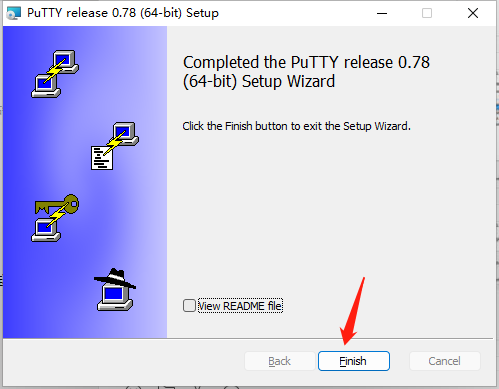 PuTTY release 0.78 (64-bit) Setup
Completed the PuTTY release 0.78
(64-bit) Setup Wizard
Click the Finish button to exit the Setup Wizard.
View README file
Back
Finish
Cancel